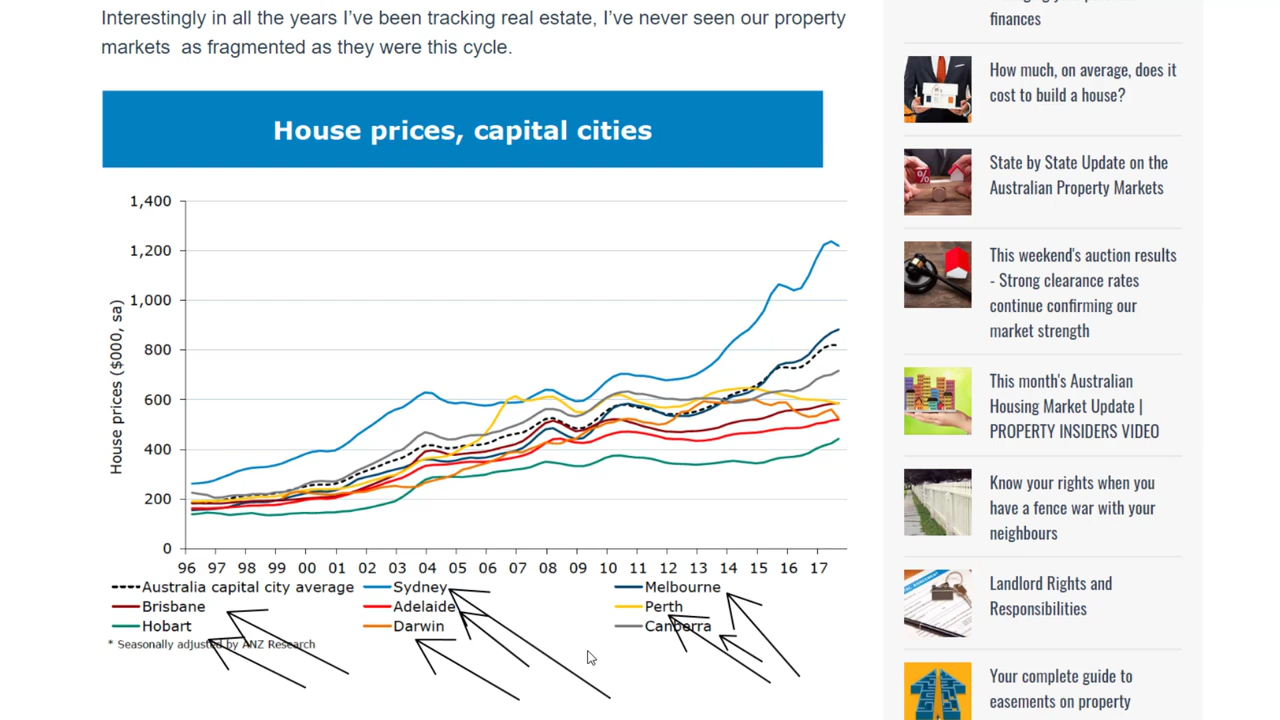 Interestingly in all the years I've been tracking real estate, I've never seen our property
markets as fragmented as they were this cycle.
House prices, capital cities
House prices ($000, sa)
1,400
1,200
1,000
800
600
400
200
0
96 97 98 99 00 01 02 03 04 05 06 07 08 09 10 11 12 13 14 15 16 17
Australia capital city average Sydney Melbourne
Brisbane Adelaide Perth
Hobart Darwin Canberra
* Seasonally adjusted by ANZ Research
finances
How much, on average, does it
cost to build a house?
%
State by State Update on the
Australian Property Markets
This weekend's auction results
- Strong clearance rates
continue confirming our
market strength
This month's Australian
Housing Market Update |
PROPERTY INSIDERS VIDEO
Know your rights when you
have a fence war with your
neighbours
Landlord Rights and
Responsibilities
Your complete guide to
easements on property